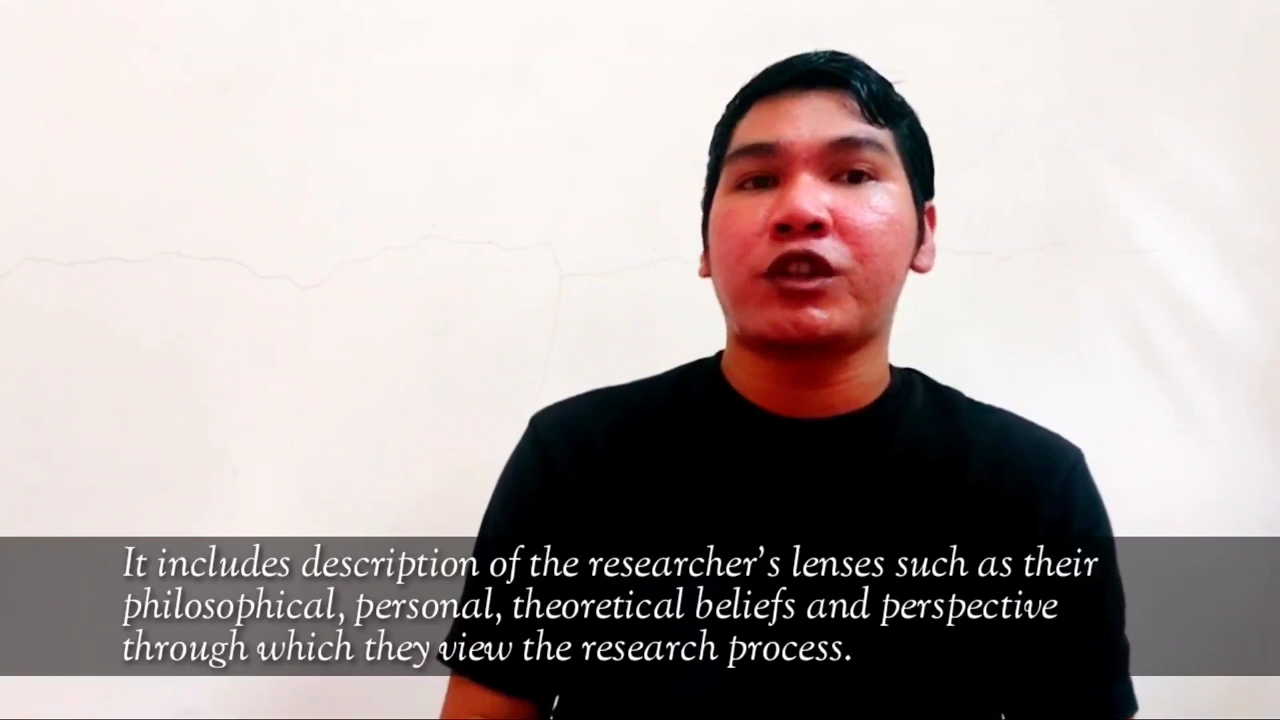 It includes description of the researcher's lenses such as their
philosophical, personal, theoretical beliefs and perspective
through which they view the research process.